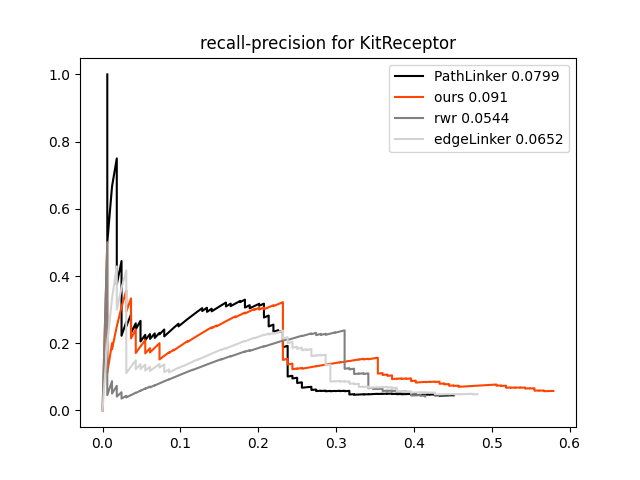 recall-precision for KitReceptor
PathLinker 0.0799
ours 0.091
rwr 0.0544
edgeLinker 0.0652
1.0
0.8
0.6
0.4
0.2
0.0
0.0 0.1 0.2 0.3 0.4 0.5 0.6